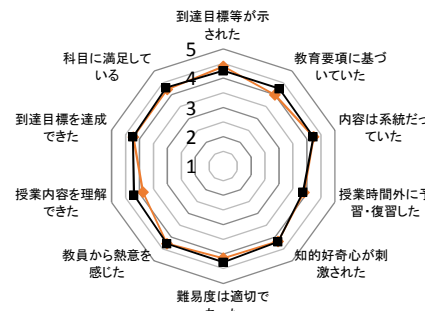 到達目標等が示
された
教育要項に基づ
いていた
内容は系統だっ
ていた
授業時間外に予
習・復習した
知的好奇心が刺
激された
難易度は適切で
教員から熱意を
感じた
授業内容を理解
できた
到達目標を達成
できた
科目に満足して
いる
5
4
3
2
1